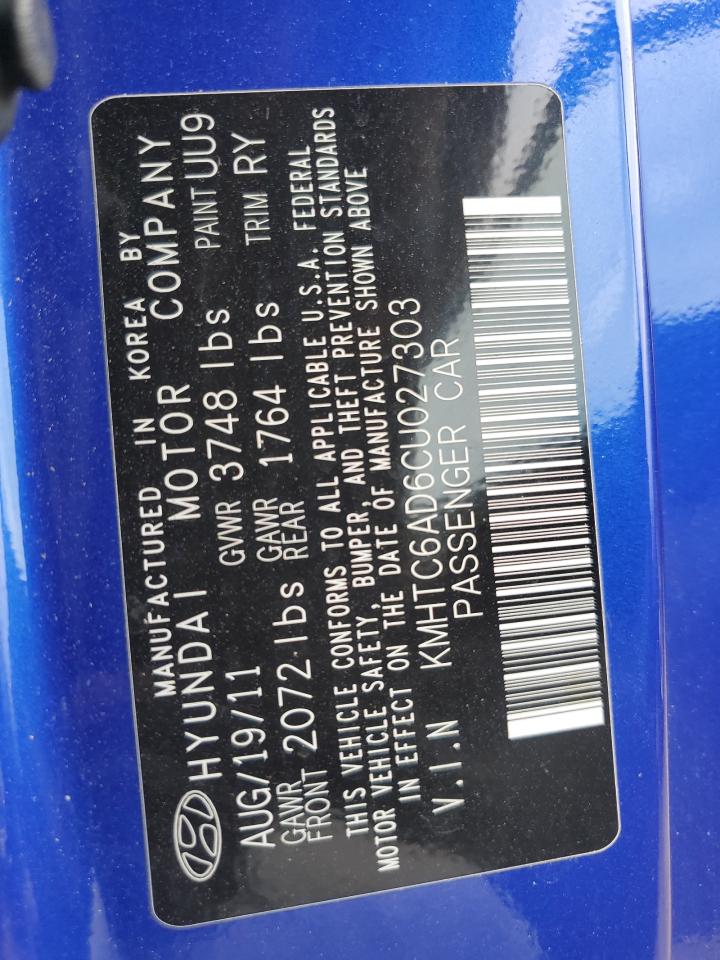 MANUFACTURED IN KOREA BY
HYUNDAI MOTOR COMPANY
AUG/19/11 GVWR 3748 lbs PAINT UU9
GAWR FRONT 2072 lbs GAWR REAR 1764 lbs TRIM RY
THIS VEHICLE CONFORMS TO ALL APPLICABLE U.S.A. FEDERAL
MOTOR VEHICLE SAFETY, BUMPER, AND THEFT PREVENTION STANDARDS
IN EFFECT ON THE DATE OF MANUFACTURE SHOWN ABOVE
V.I.N KMHTC6AD6CU027303
PASSENGER CAR